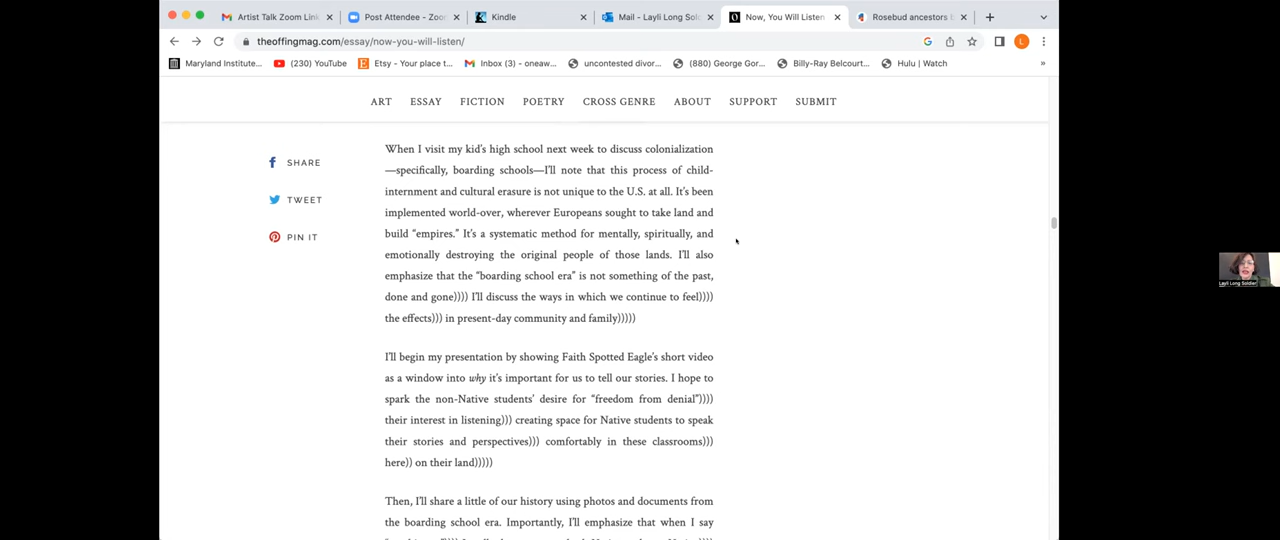 Artist Talk Zoom Link
Post Attendee - Zoo
Kindle
Mail - Layli Long Sol
Now, You Will Listen
Rosebud ancestors
theoffingmag.com/essay/now-you-will-listen/
Maryland Institute...
(230) YouTube
Etsy - Your place t...
Inbox (3) - oneaw...
uncontested divor...
(880) George Gor...
Billy-Ray Belcourt...
Hulu | Watch
ART ESSAY FICTION POETRY CROSS GENRE ABOUT SUPPORT SUBMIT
SHARE
TWEET
PIN IT
When I visit my kid's high school next week to discuss colonialization
—specifically, boarding schools—I'll note that this process of child-
internment and cultural erasure is not unique to the U.S. at all. It's been
implemented world-over, wherever Europeans sought to take land and
build “empires.” It's a systematic method for mentally, spiritually, and
emotionally destroying the original people of those lands. I'll also
emphasize that the “boarding school era” is not something of the past,
done and gone)))) I'll discuss the ways in which we continue to feel))))
the effects))) in present-day community and family)))))
I'll begin my presentation by showing Faith Spotted Eagle's short video
as a window into why it's important for us to tell our stories. I hope to
spark the non-Native students' desire for “freedom from denial”))))
their interest in listening))) creating space for Native students to speak
their stories and perspectives))) comfortably in these classrooms)))
here)) on their land)))))
Then, I'll share a little of our history using photos and documents from
the boarding school era. Importantly, I'll emphasize that when I say
Layli Long Soldier